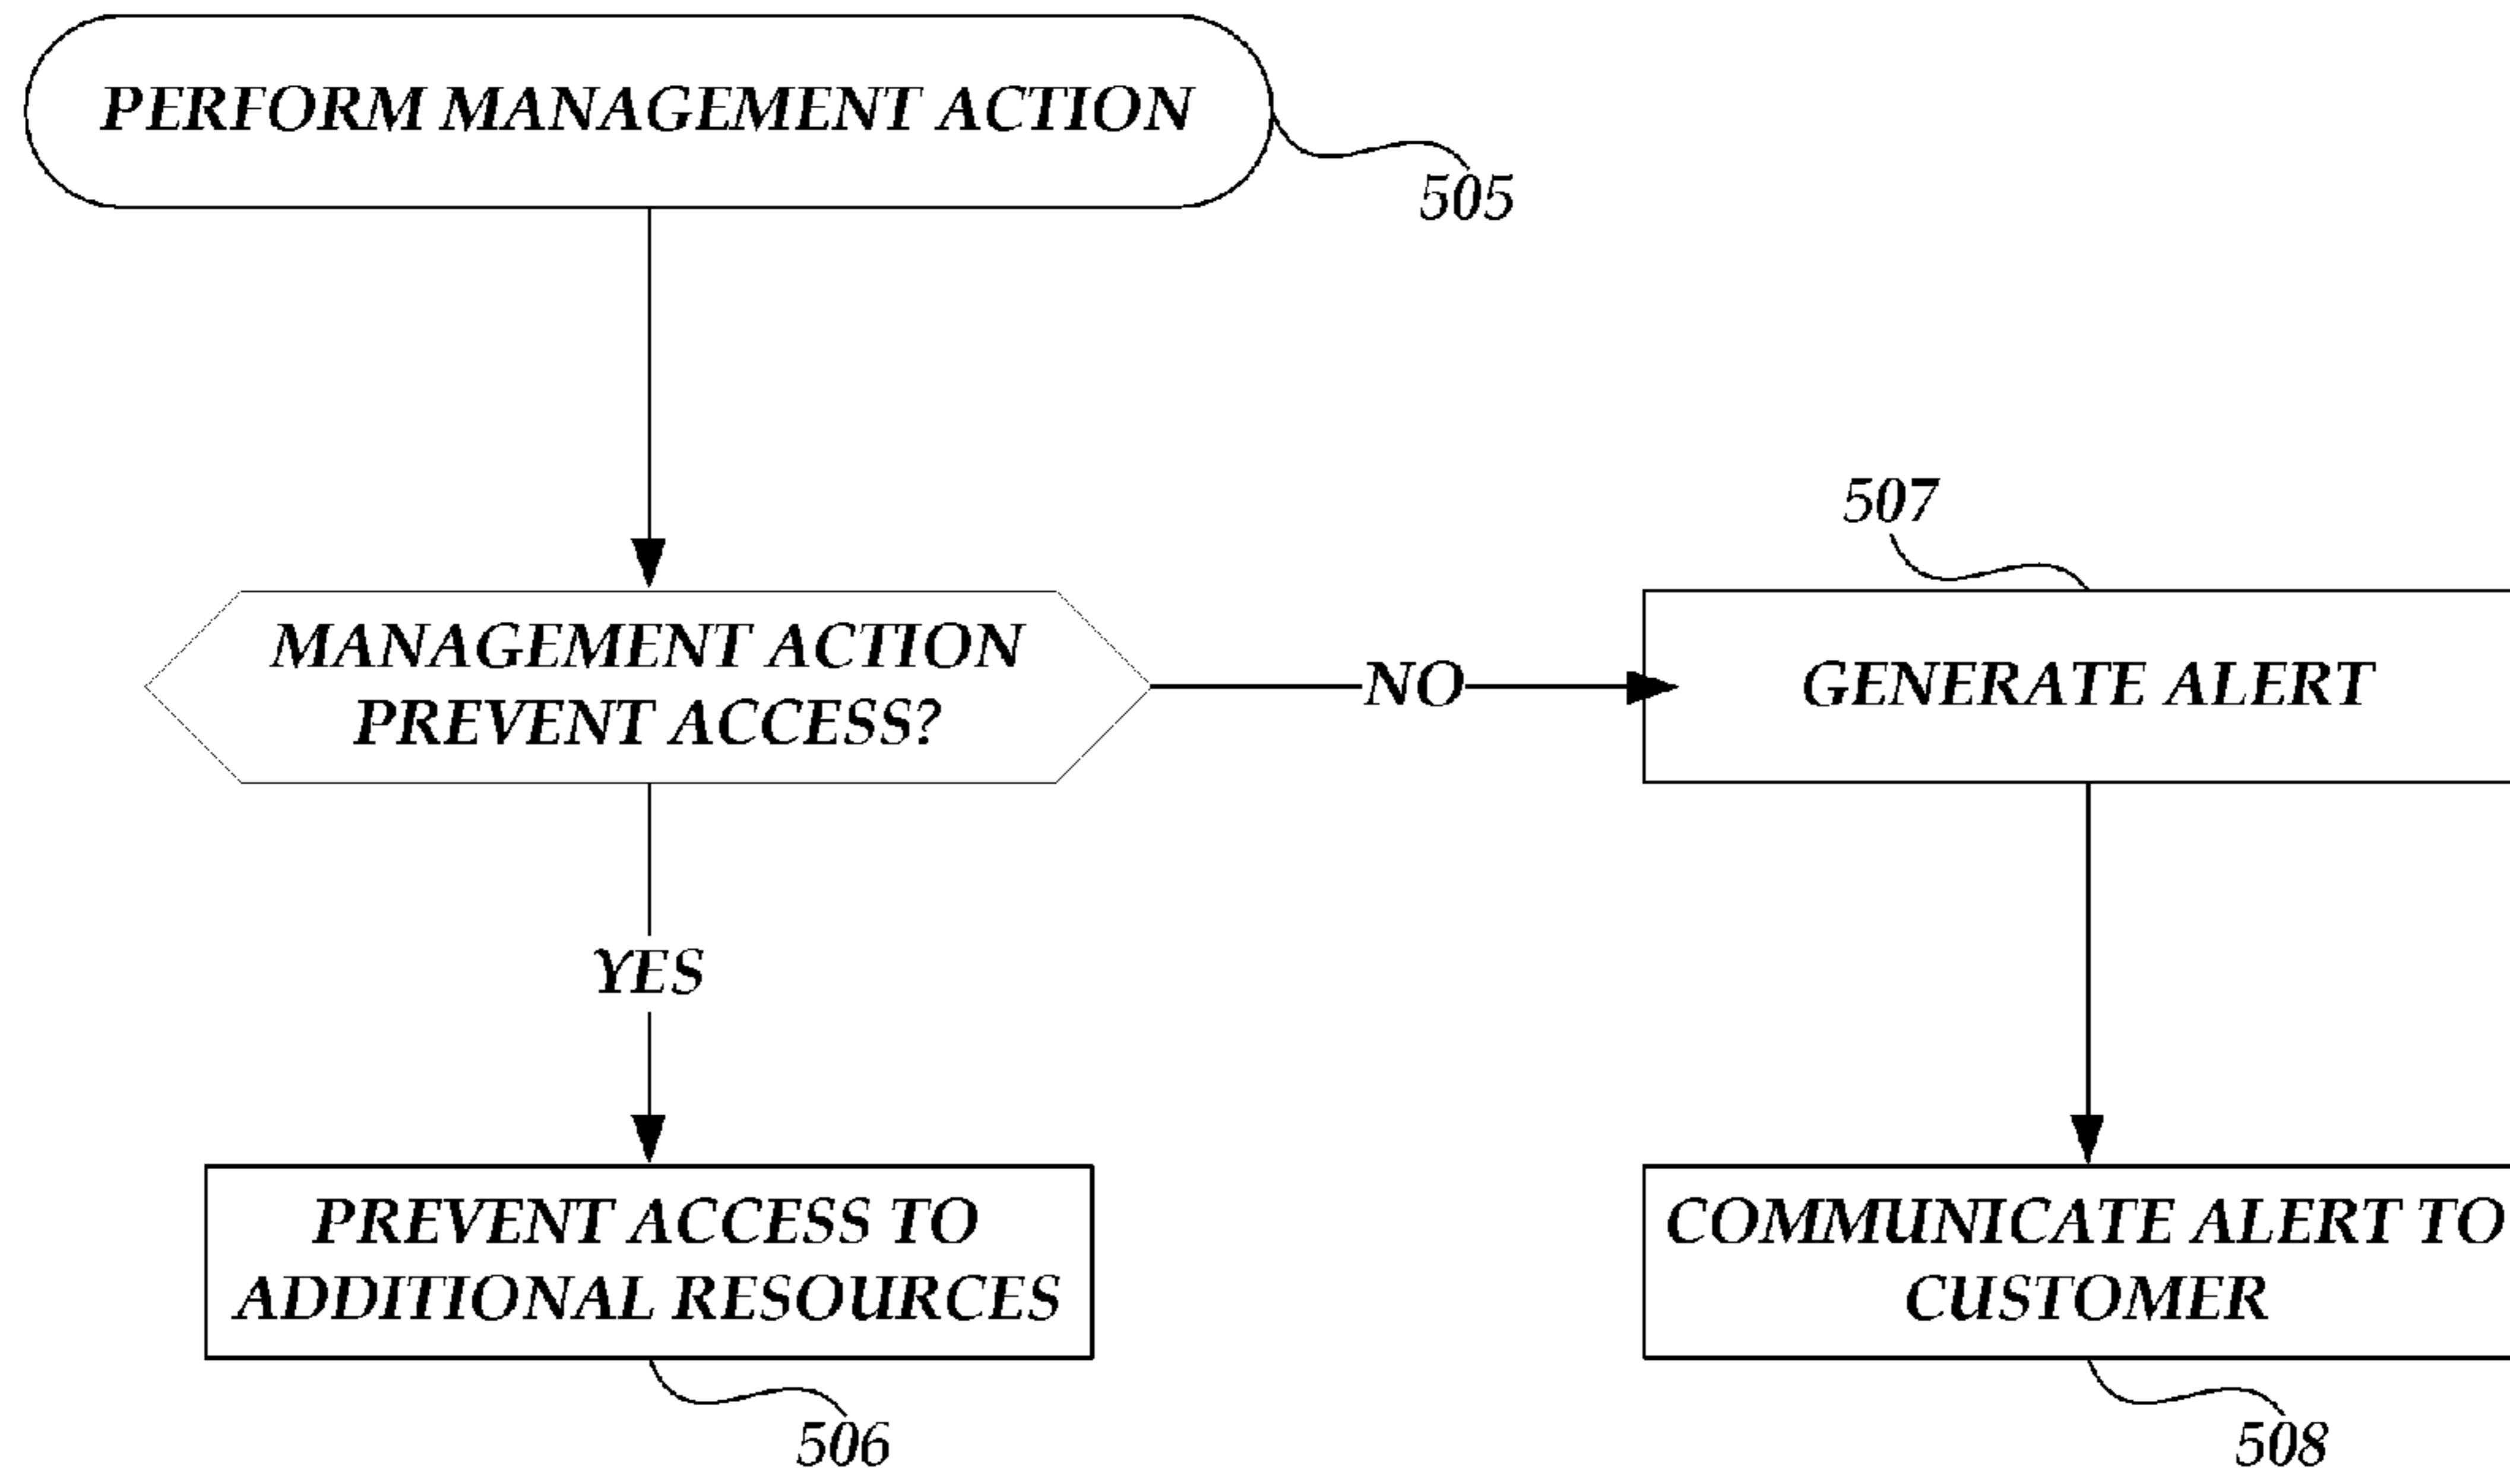 PERFORM MANAGEMENT ACTION
505
507
MANAGEMENT ACTION
PREVENT ACCESS?
NO
GENERATE ALERT
YES
PREVENT ACCESS TO
ADDITIONAL RESOURCES
COMMUNICATE ALERT TO
CUSTOMER
506
508